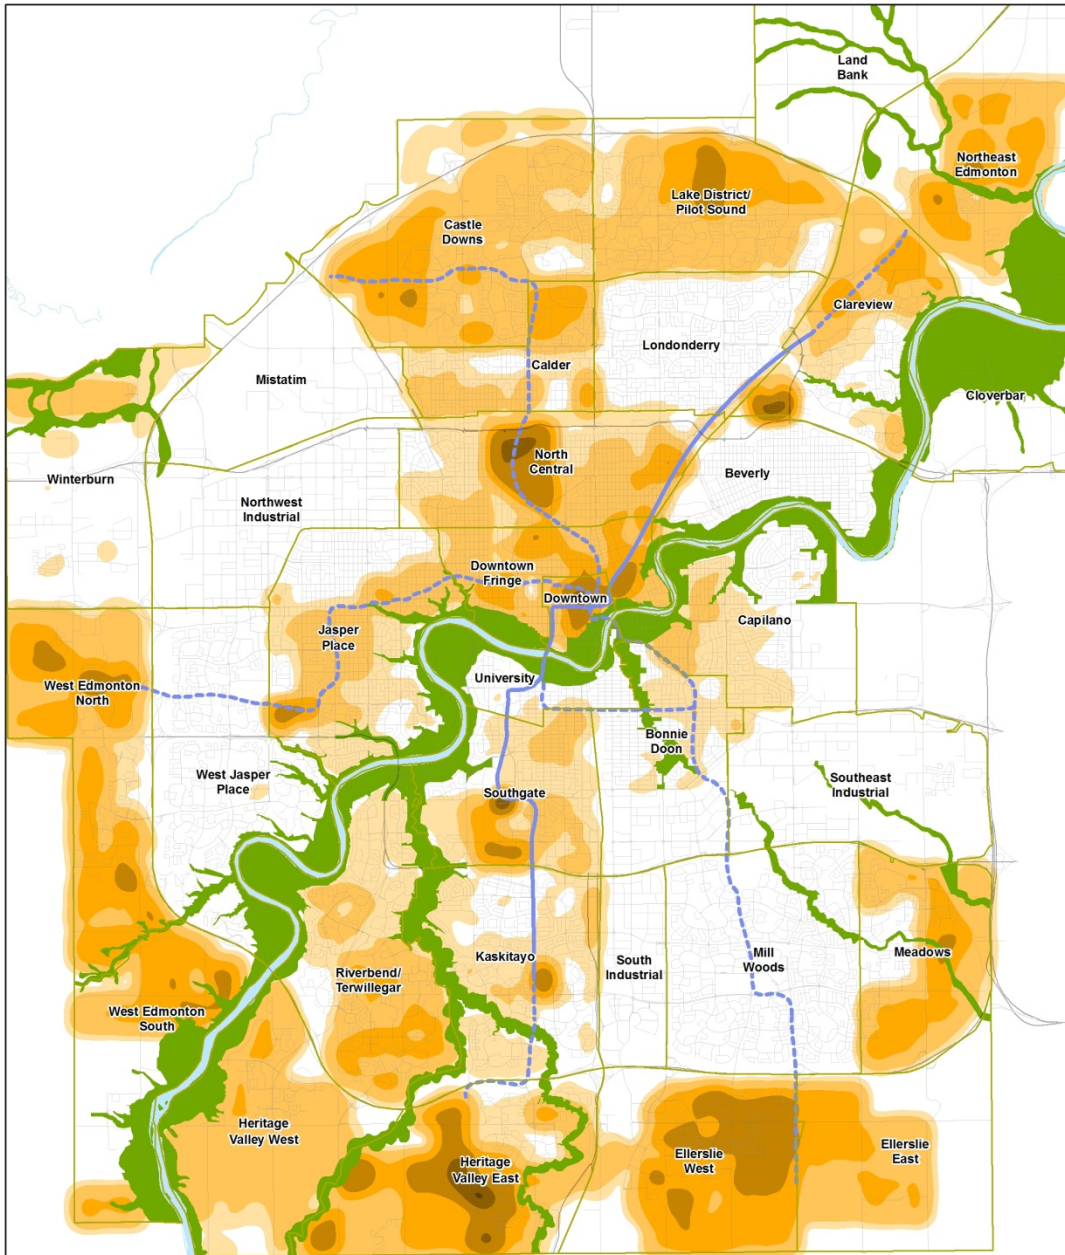 Land
Bank
Northeast
Edmonton
Lake District/
Pilot Sound
Castle
Downs
Clareview
Londonderry
Calder
Mistatim
Cloverbar
North
Central
Beverly
Winterburn
Northwest
Industrial
Downtown
Fringe
Downtown
Capilano
Jasper
Place
University
West Edmonton
North
Bonnie
Doon
West Jasper
Place
Southeast
Industrial
Southgate
Meadows
Kaskitayo
South
Industrial
Mill
Woods
Riverbend/
Terwillegar
West Edmonton
South
Heritage
Valley West
Ellerslie
East
Heritage
Valley East
Ellerslie
West